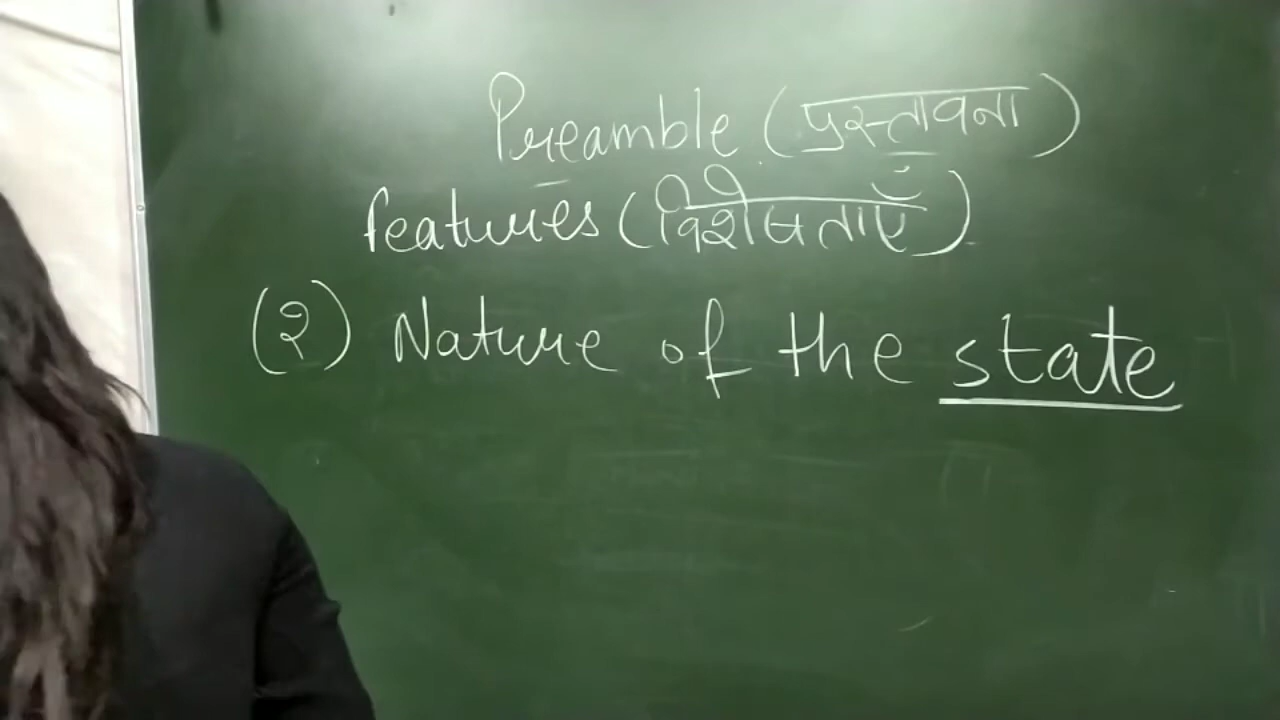 Preamble (प्रस्तावना)
features (विशेषताएँ)
(२) Nature of the state